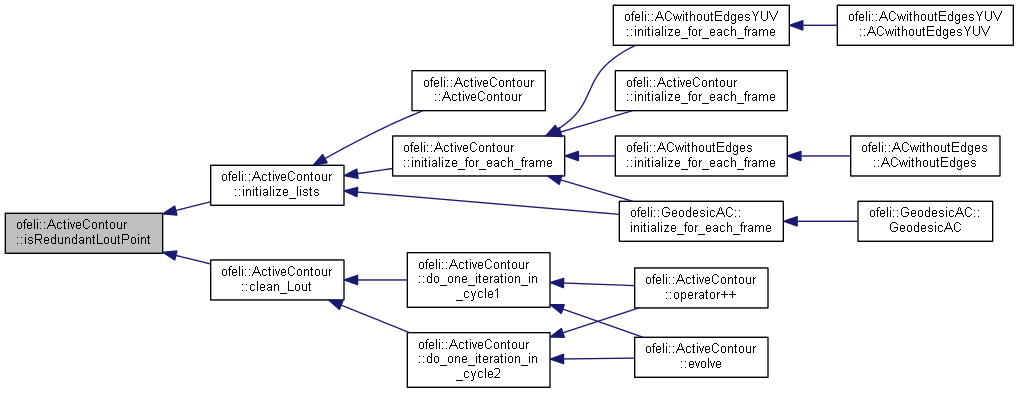 ofeli::ActiveContour
::isRedundantLoutPoint
ofeli::ActiveContour
::initialize_lists
ofeli::ActiveContour
::clean_Lout
ofeli::ActiveContour
::ActiveContour
ofeli::ActiveContour
::initialize_for_each_frame
ofeli::ActiveContour
::do_one_iteration_in
_cycle1
ofeli::ActiveContour
::do_one_iteration_in
_cycle2
ofeli::ACwithoutEdgesYUV
::initialize_for_each_frame
ofeli::ActiveContour
::initialize_for_each_frame
ofeli::ACwithoutEdges
::initialize_for_each_frame
ofeli::GeodesicAC::
initialize_for_each_frame
ofeli::ActiveContour
::operator++
ofeli::ActiveContour
::evolve
ofeli::ACwithoutEdgesYUV
::ACwithoutEdgesYUV
ofeli::ACwithoutEdges
::ACwithoutEdges
ofeli::GeodesicAC::
GeodesicAC